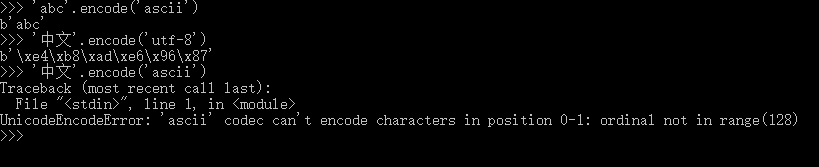 >>> 'abc'.encode('ascii')
b'abc'
>>> '中文'.encode('utf-8')
b'\xe4\xb8\xad\xe6\x96\x87'
>>> '中文'.encode('ascii')
Traceback (most recent call last):
  File "<stdin>", line 1, in <module>
UnicodeEncodeError: 'ascii' codec can't encode characters in position 0-1: ordinal not in range(128)
>>>